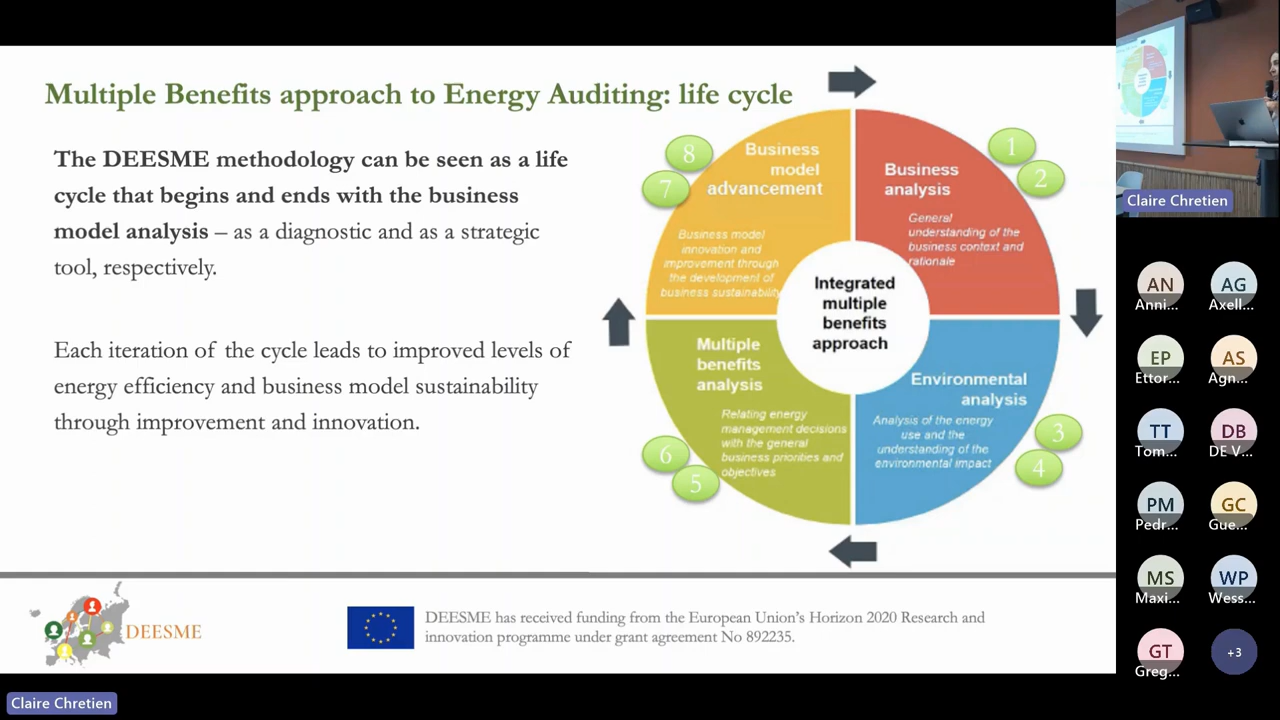 Multiple Benefits approach to Energy Auditing: life cycle
The DEESME methodology can be seen as a life
cycle that begins and ends with the business
model analysis – as a diagnostic and as a strategic
tool, respectively.
Each iteration of the cycle leads to improved levels of
energy efficiency and business model sustainability
through improvement and innovation.
8
7
Business
model
advancement
Business model
innovation and
improvement through
the development of
business sustainability
1
2
Business
analysis
General
understanding of the
business context and
rationale
Integrated
multiple
benefits
approach
Multiple
benefits
analysis
Relating energy
management decisions
with the general
business priorities and
objectives
6
5
Environmental
analysis
Analysis of the energy
use and the
understanding of the
environmental impact
3
4
DEESME
DEESME has received funding from the European Union's Horizon 2020 Research and
innovation programme under grant agreement No 892235.
Claire Chretien
Claire Chretien
AN
Anni...
AG
Axell...
EP
Ettor...
AS
Agn...
TT
Tom...
DB
DE V...
PM
Pedr...
GC
Gue...
MS
Maxi...
WP
Wess...
GT
Greg...
+3